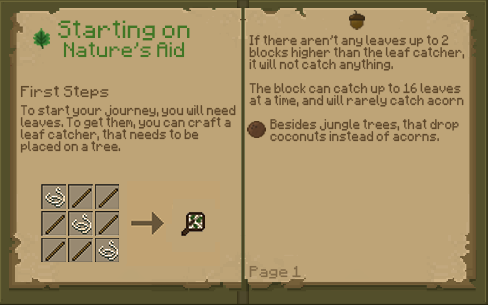 Starting on
Nature's Aid
First Steps
To start your journey, you will need
leaves. To get them, you can craft a
leaf catcher, that needs to be
placed on a tree.
If there aren't any leaves up to 2
blocks higher than the leaf catcher,
it will not catch anything.
The block can catch up to 16 leaves
at a time, and will rarely catch acorn
Besides jungle trees, that drop
coconuts instead of acorns.
Page 1